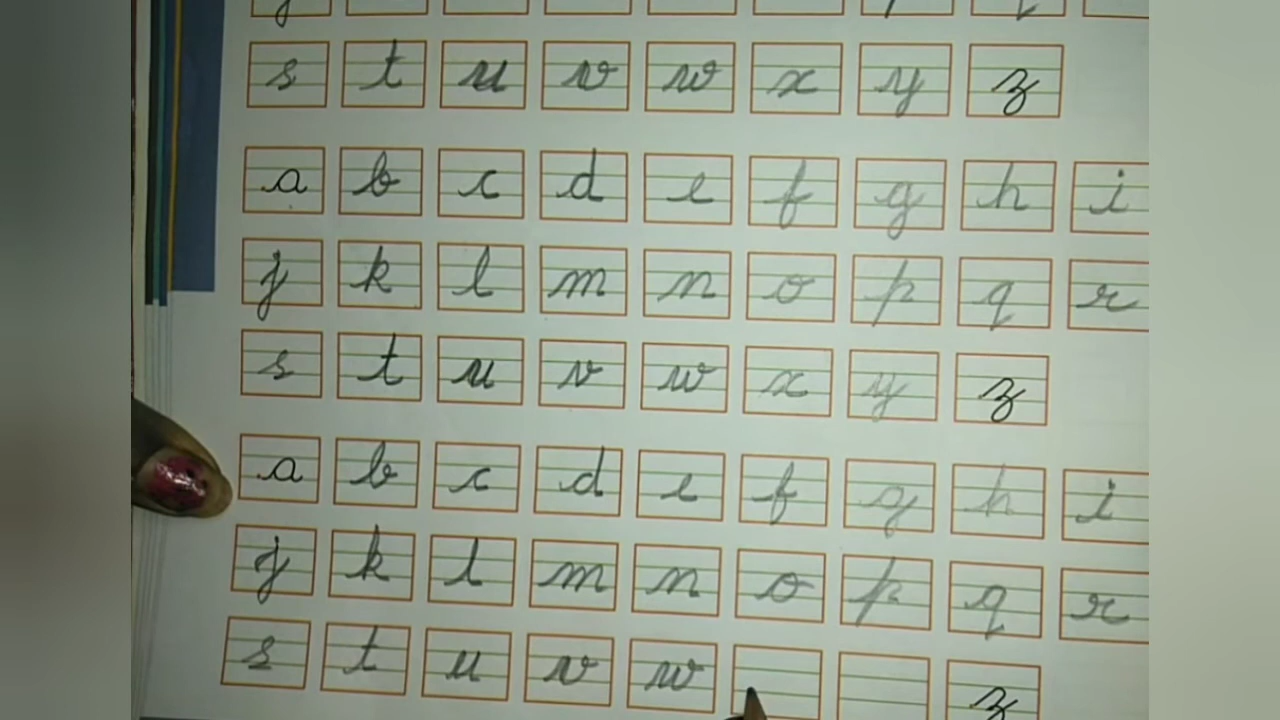 s t u v w x y z
a b c d e f g h i
j k l m n o p q r
s t u v w x y z
a b c d e f g h i
j k l m n o p q r
s t u v w z